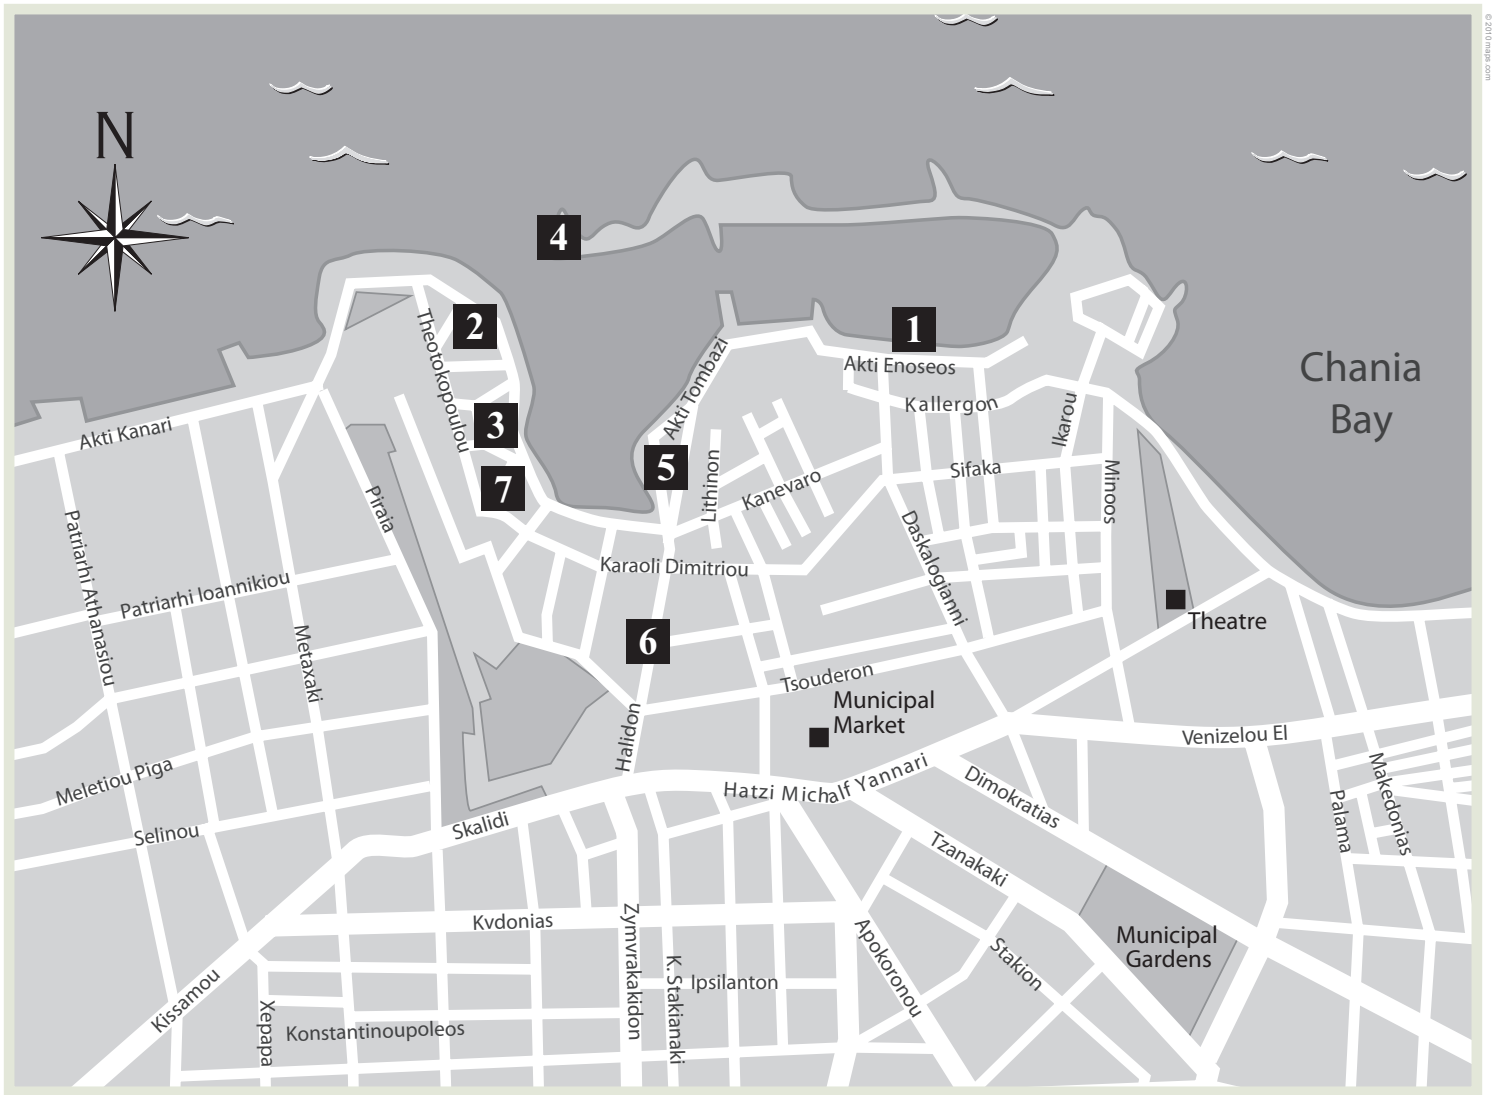 © 2010 maps.com
N
4
2
1
Theotokopoulou
Akti Tombazi
Akti Enoseos
Chania
Bay
Kallergon
Ikarou
3
Akti Kanari
5
7
Lithinon
Kanevaro
Sifaka
Minoos
Piraia
Patriarhi Athanasiou
Patriarhi Ioannikiou
Karaoli Dimitriou
Daskalogianni
Theatre
6
Metaxaki
Tsouderon
Municipal
Market
Halidon
Venizelou El
Meletiou Piga
Hatzi Michalf Yannari
Dimokratias
Makedonias
Palama
Selinou
Skalidi
Tzanakaki
Kvdonias
Zymvrakakidon
Apokoronou
Stakion
Municipal
Gardens
K. Stakianaki
Ipsilanton
Kissamou
Xepapa
Konstantinoupoleos